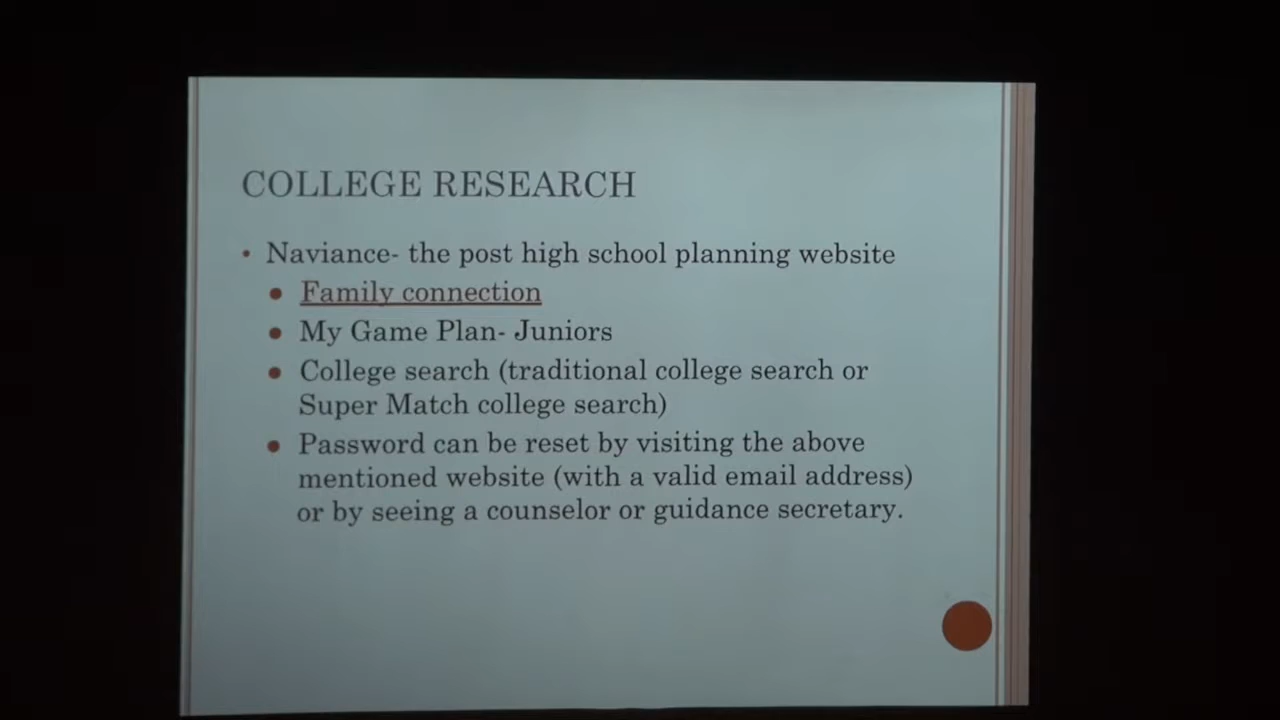 COLLEGE RESEARCH
• Naviance- the post high school planning website
• Family connection
• My Game Plan- Juniors
• College search (traditional college search or
Super Match college search)
• Password can be reset by visiting the above
mentioned website (with a valid email address)
or by seeing a counselor or guidance secretary.